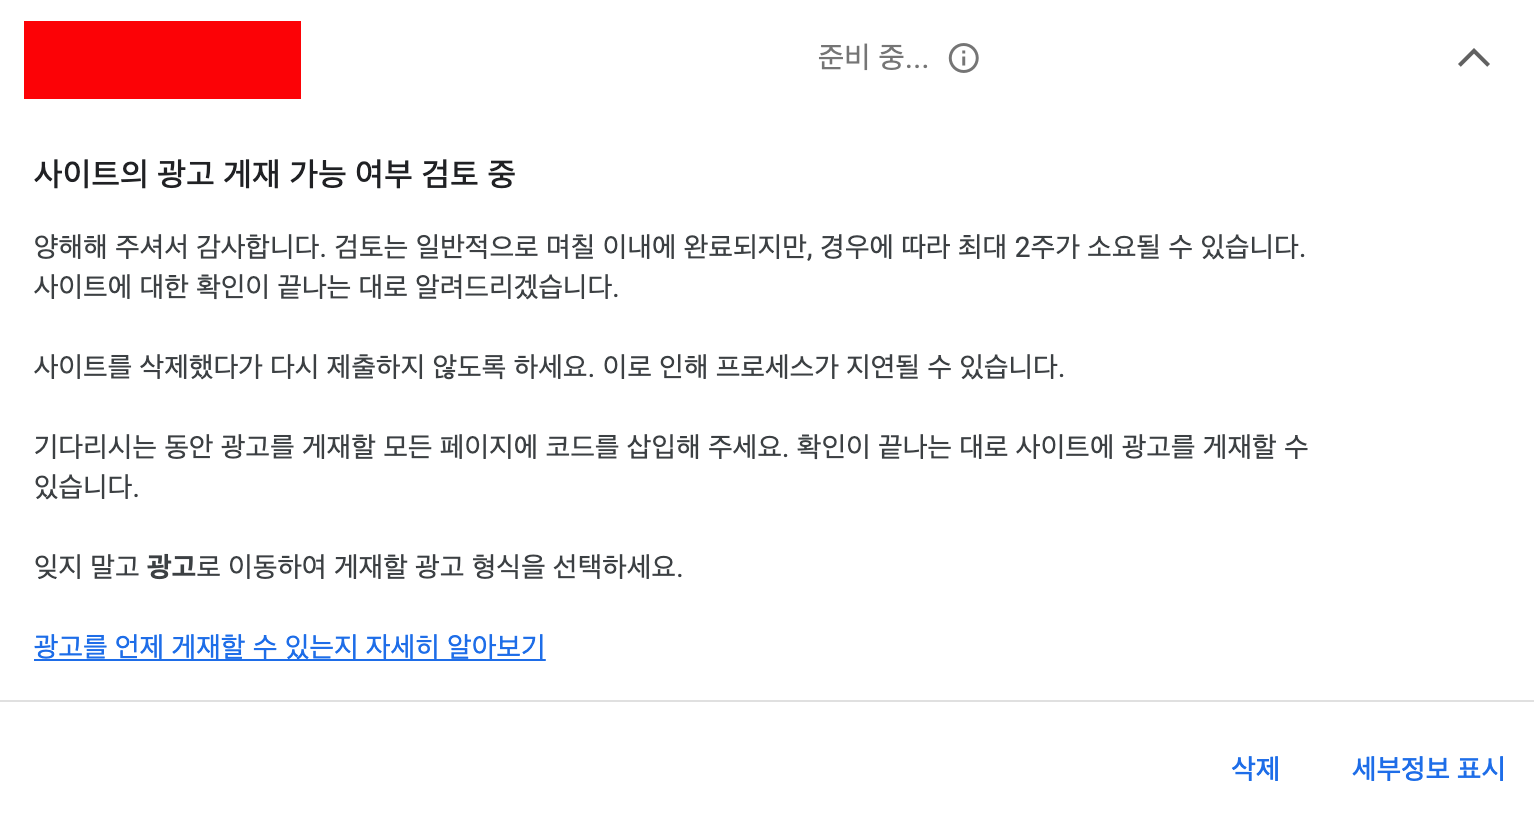 준비 중...
사이트의 광고 게재 가능 여부 검토 중
양해해 주셔서 감사합니다. 검토는 일반적으로 며칠 이내에 완료되지만, 경우에 따라 최대 2주가 소요될 수 있습니다.
사이트에 대한 확인이 끝나는 대로 알려드리겠습니다.
사이트를 삭제했다가 다시 제출하지 않도록 하세요. 이로 인해 프로세스가 지연될 수 있습니다.
기다리시는 동안 광고를 게재할 모든 페이지에 코드를 삽입해 주세요. 확인이 끝나는 대로 사이트에 광고를 게재할 수
있습니다.
잊지 말고 광고로 이동하여 게재할 광고 형식을 선택하세요.
광고를 언제 게재할 수 있는지 자세히 알아보기
삭제 세부정보 표시